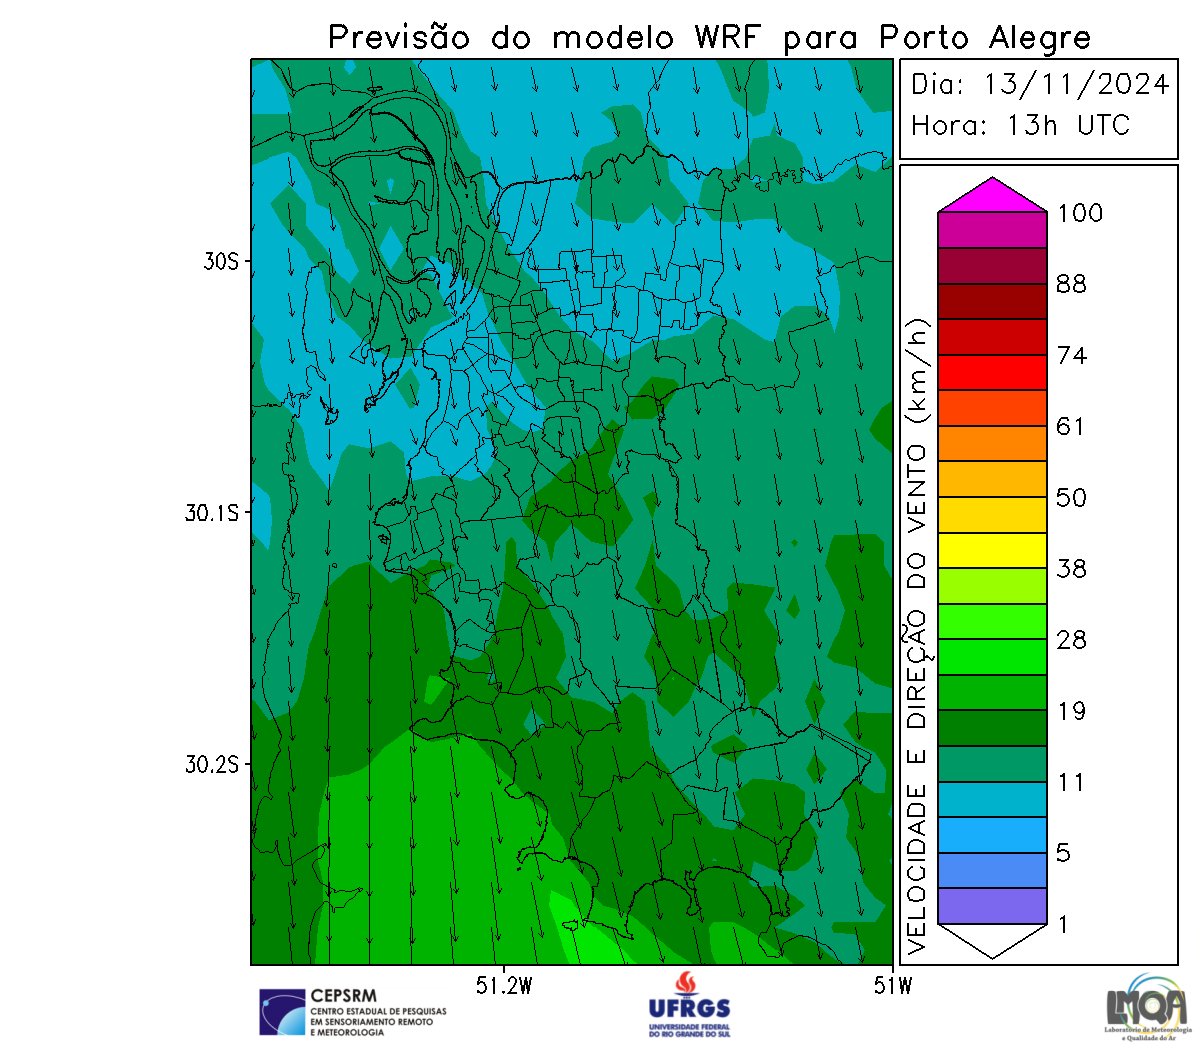 Previsão do modelo WRF para Porto Alegre
Dia: 13/11/2024
Hora: 13h UTC
30S
30.1S
30.2S
51.2W
51W
VELOCIDADE E DIREÇÃO DO VENTO (km/h)
100
88
74
61
50
38
28
19
11
5
1
CEPSRM
CENTRO ESTADUAL DE PESQUISAS
EM SENSORIAMENTO REMOTO
E METEOROLOGIA
UFRGS
UNIVERSIDADE FEDERAL
DO RIO GRANDE DO SUL
LMQA
Laboratório de Meteorologia
e Qualidade do Ar